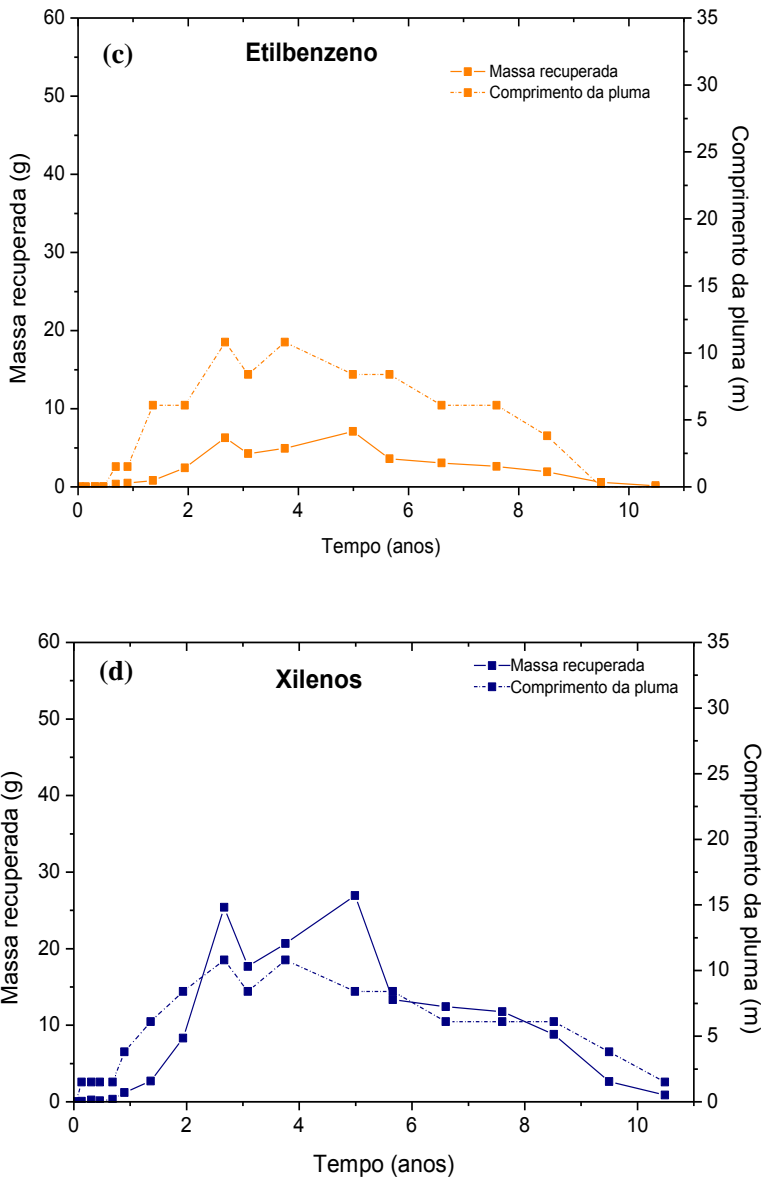 (c)
Etilbenzeno
Massa recuperada
Comprimento da pluma
Massa recuperada (g)
60
50
40
30
20
10
0
Comprimento da pluma (m)
35
30
25
20
15
10
5
0
0 2 4 6 8 10
Tempo (anos)
(d)
Xilenos
Massa recuperada
Comprimento da pluma
Massa recuperada (g)
60
50
40
30
20
10
0
Comprimento da pluma (m)
35
30
25
20
15
10
5
0
0 2 4 6 8 10
Tempo (anos)